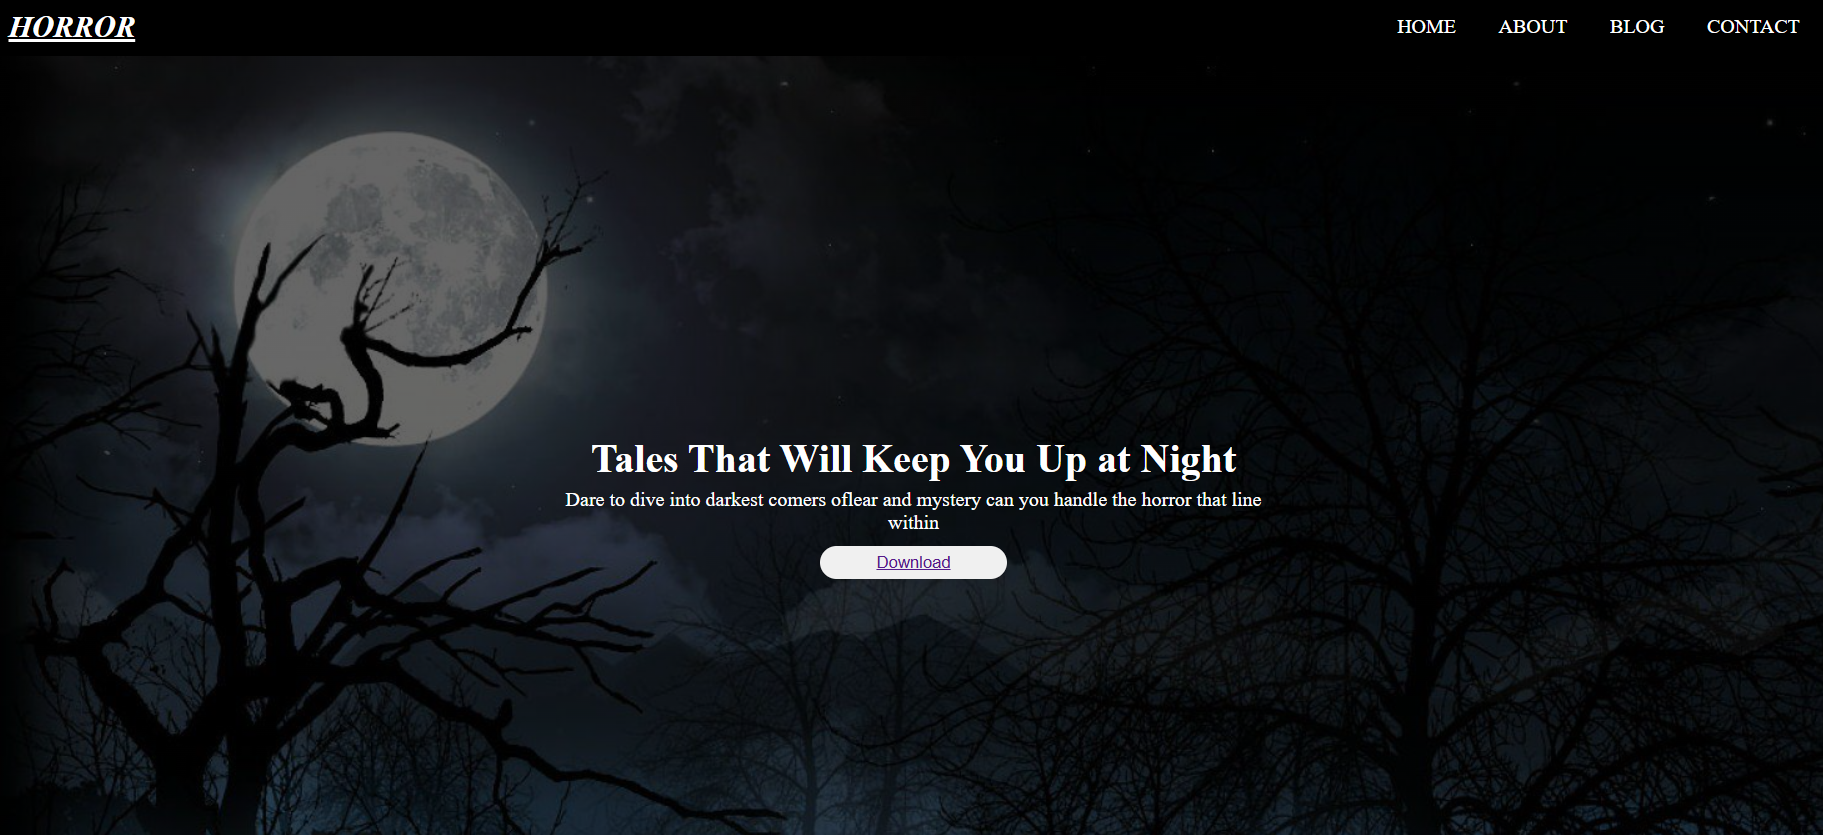 HORROR
HOME ABOUT BLOG CONTACT
Tales That Will Keep You Up at Night
Dare to dive into darkest comers oflear and mystery can you handle the horror that line
within
Download